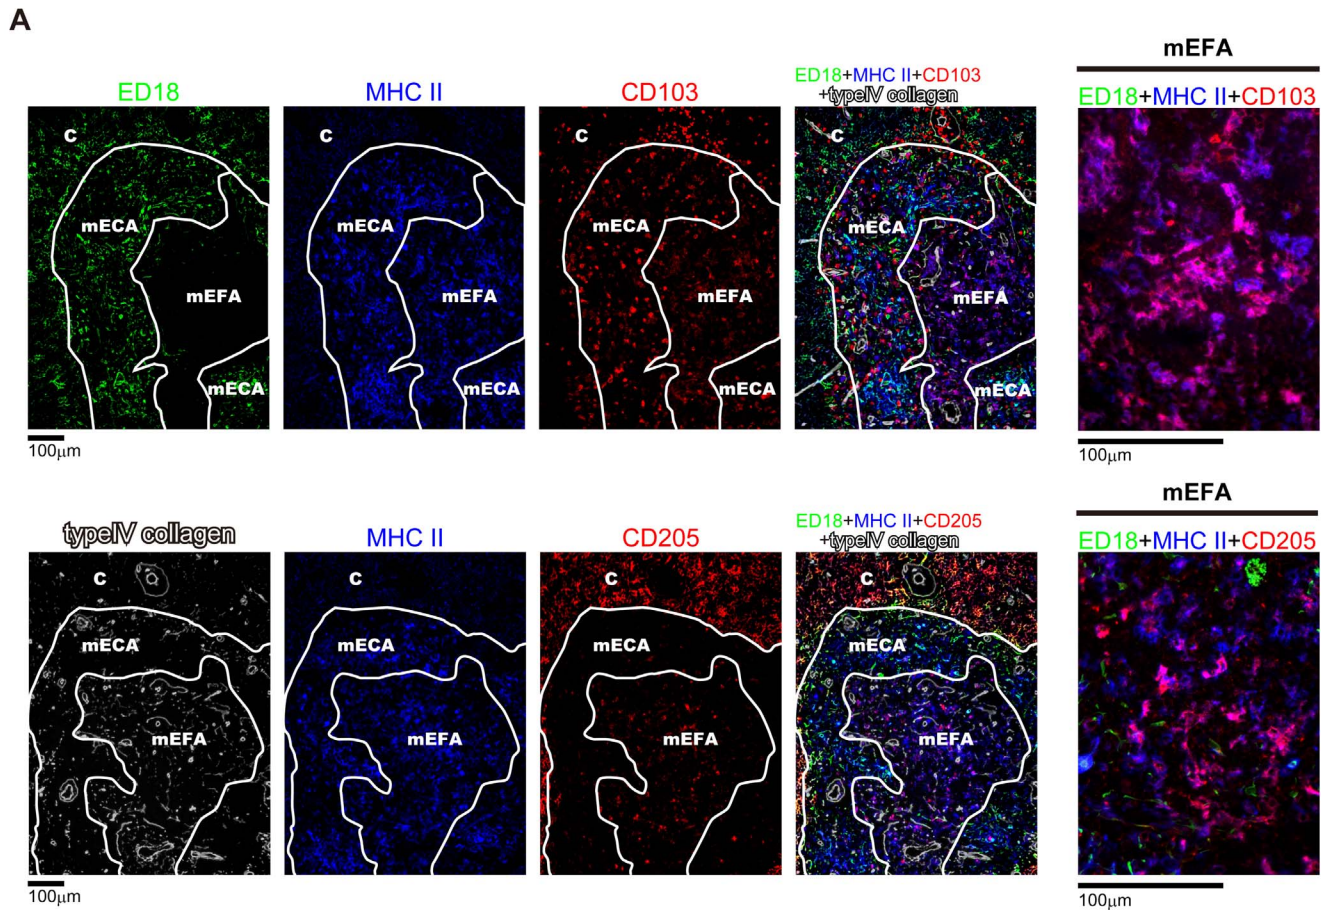 A
mEFA
ED18 MHC II CD103 ED18+MHC II+CD103
+typeIV collagen ED18+MHC II+CD103
C C C C
mECA mECA mECA mECA
mEFA mEFA mEFA mEFA
mECA mECA mECA mECA
100μm 100μm
mEFA
typeIV collagen MHC II CD205 ED18+MHC II+CD205
+typeIV collagen ED18+MHC II+CD205
C C C C
mECA mECA mECA mECA
mEFA mEFA mEFA mEFA
100μm 100μm